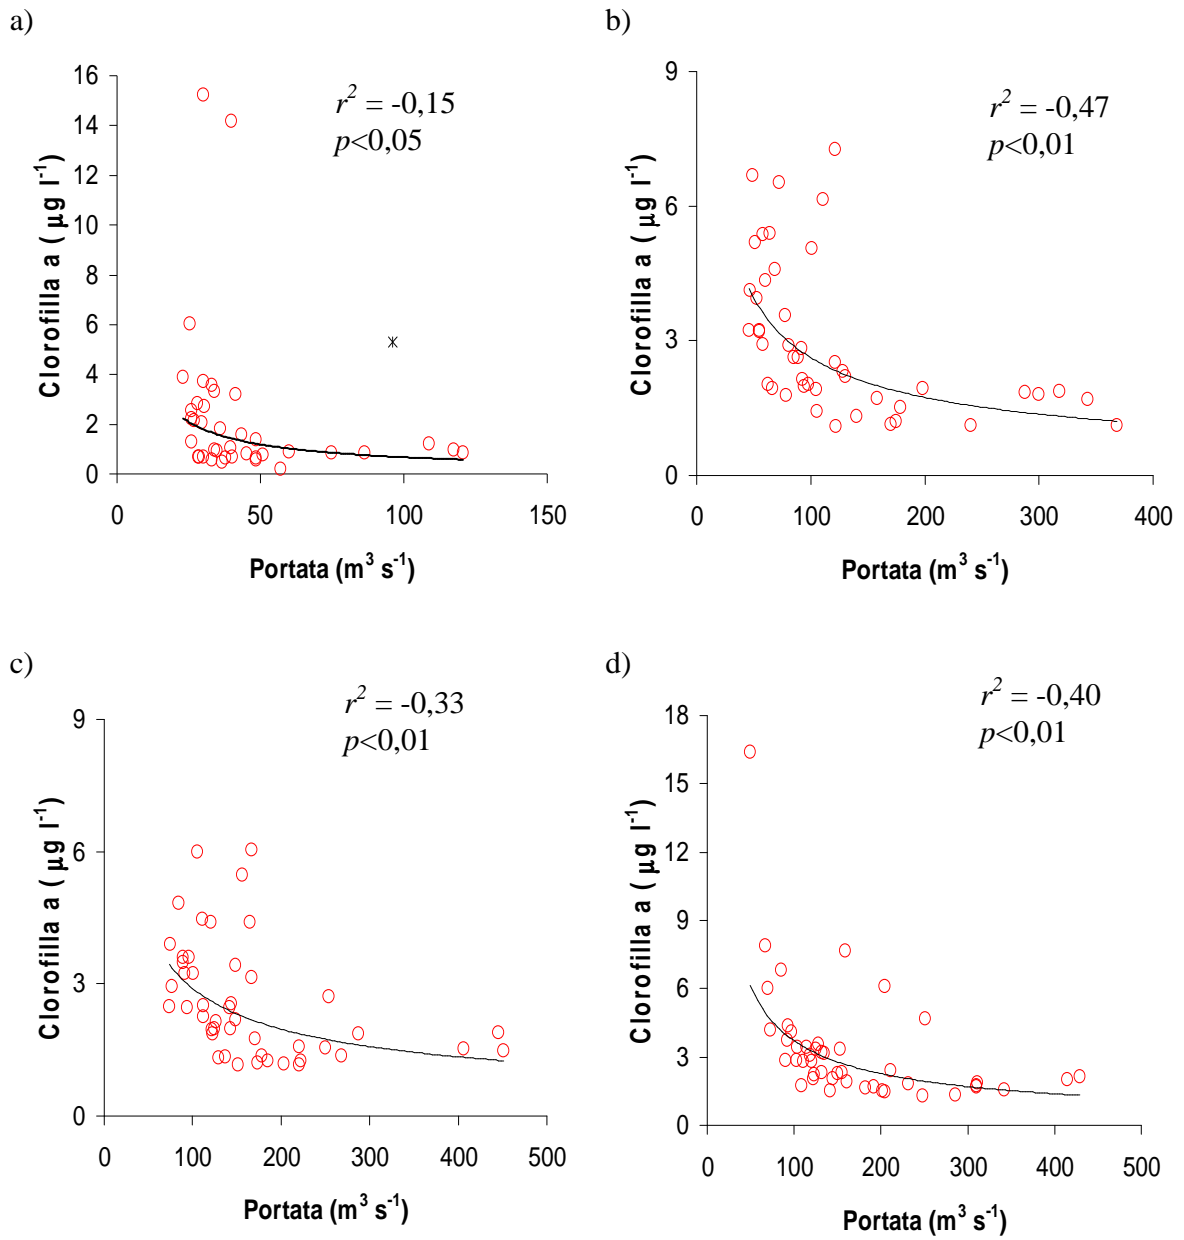 a)
r² = -0,15
p<0,05
Clorofilla a ( µg l⁻¹)
16
14
12
10
8
6
4
2
0
0 50 100 150
Portata (m³ s⁻¹)
b)
r² = -0,47
p<0,01
Clorofilla a ( µg l⁻¹)
9
6
3
0
0 100 200 300 400
Portata (m³ s⁻¹)
c)
r² = -0,33
p<0,01
Clorofilla a ( µg l⁻¹)
9
6
3
0
0 100 200 300 400 500
Portata (m³ s⁻¹)
d)
r² = -0,40
p<0,01
Clorofilla a ( µg l⁻¹)
18
15
12
9
6
3
0
0 100 200 300 400 500
Portata (m³ s⁻¹)